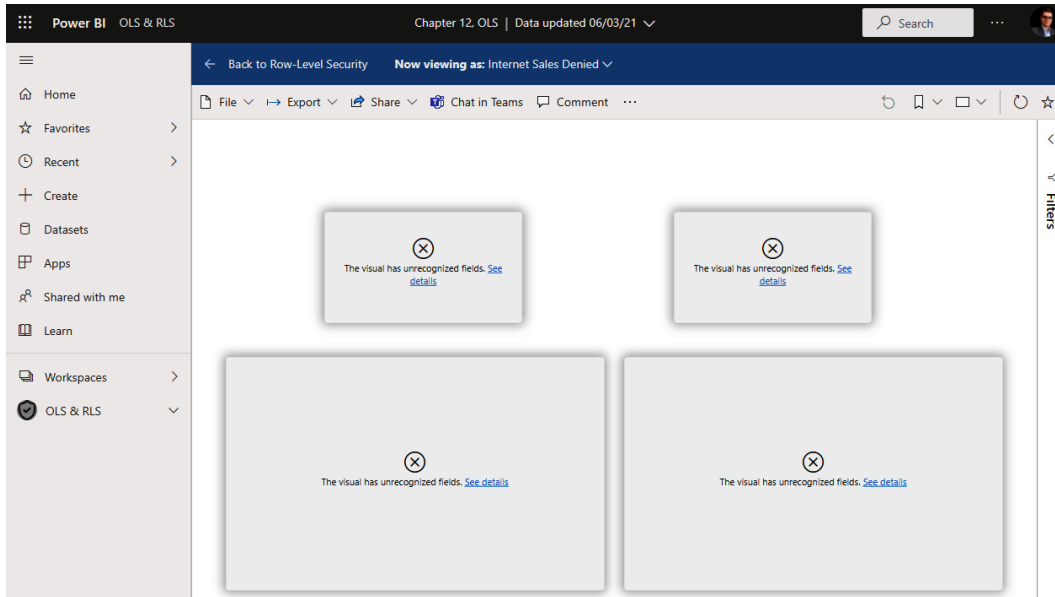 Power BI OLS & RLS
Chapter 12, OLS | Data updated 06/03/21
Search
Back to Row-Level Security
Now viewing as: Internet Sales Denied
Home
Favorites
Recent
Create
Datasets
Apps
Shared with me
Learn
Workspaces
OLS & RLS
File
Export
Share
Chat in Teams
Comment
Filters
The visual has unrecognized fields. See
details
The visual has unrecognized fields. See
details
The visual has unrecognized fields. See details
The visual has unrecognized fields. See details